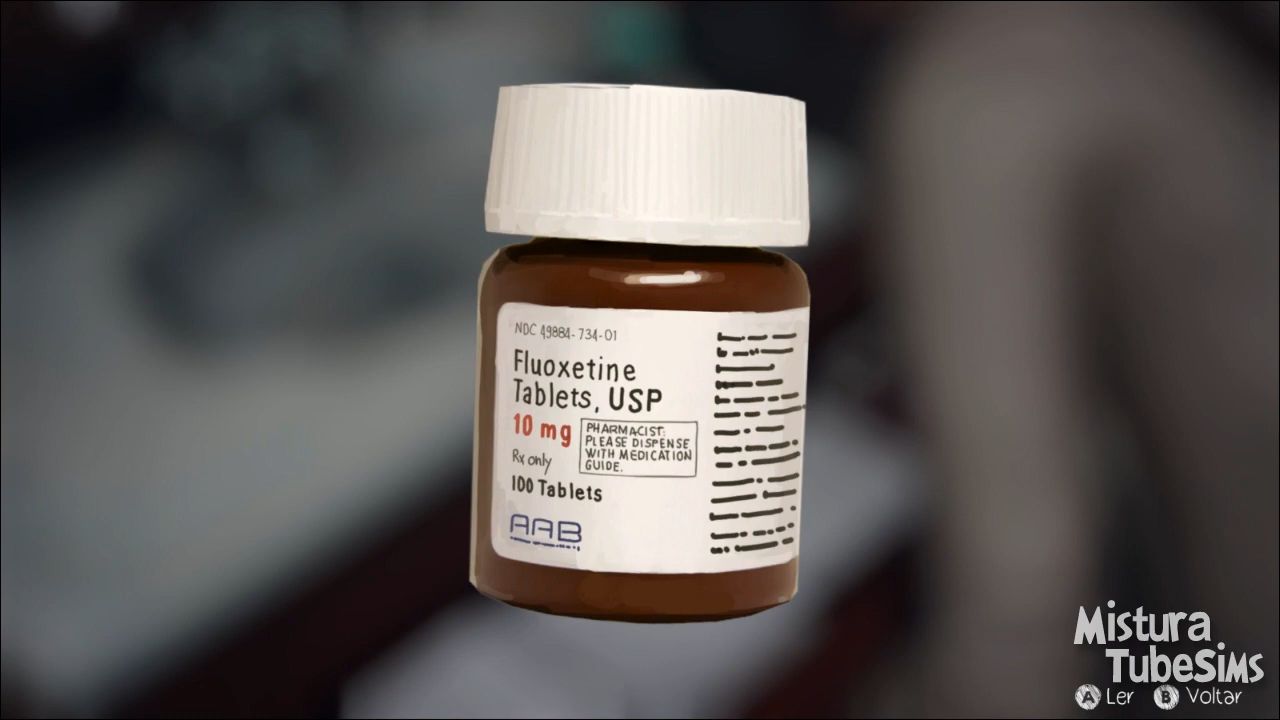 NDC 49884-734-01
Fluoxetine
Tablets, USP
10 mg
PHARMACIST:
PLEASE DISPENSE
WITH MEDICATION
GUIDE.
Rx only
100 Tablets
AAB
Mistura
TubeSims
A Ler B Voltar